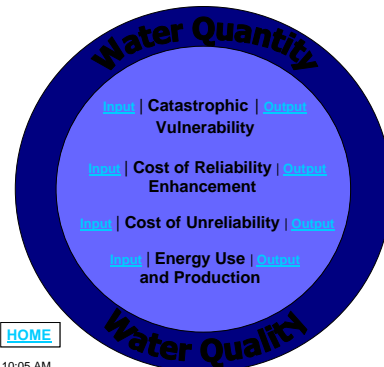 Water Quantity
Input | Catastrophic | Output
Vulnerability
Input | Cost of Reliability | Output
Enhancement
Input | Cost of Unreliability | Output
Input | Energy Use | Output
and Production
Water Quality
HOME
10:05 AM